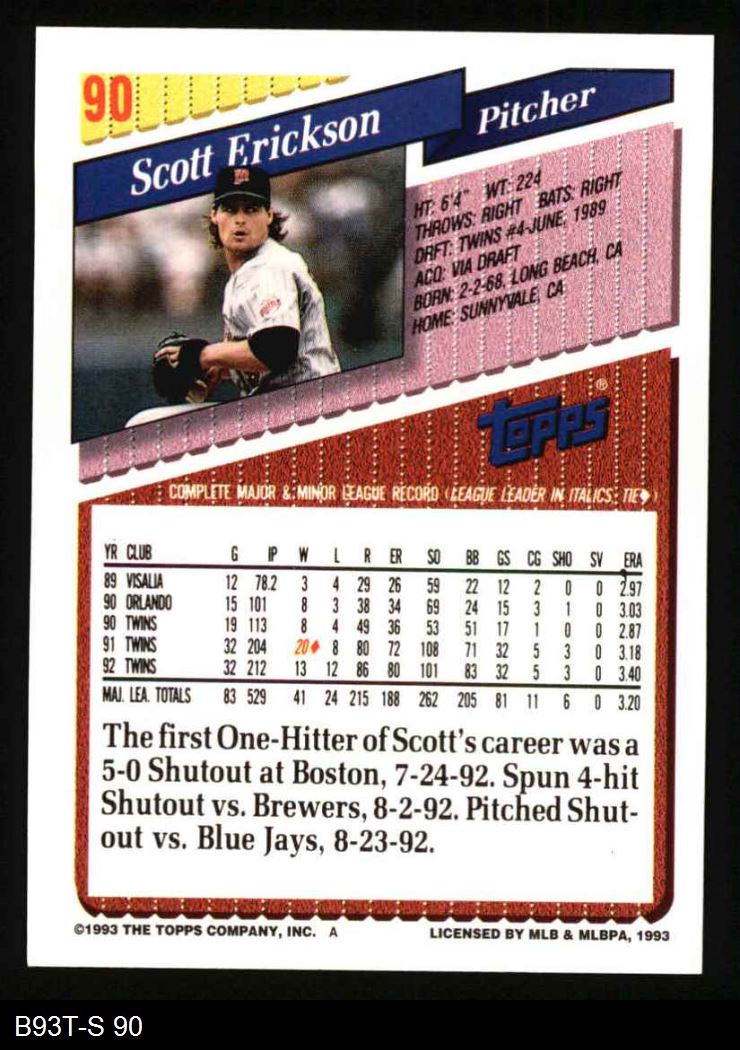 90
Scott Erickson
Pitcher
HT: 6'4" WT: 224
THROWS: RIGHT BATS: RIGHT
DRFT: TWINS #4-JUNE, 1989
ACQ: VIA DRAFT
BORN: 2-2-68, LONG BEACH, CA
HOME: SUNNYVALE, CA
topps®
COMPLETE MAJOR & MINOR LEAGUE RECORD (LEAGUE LEADER IN ITALICS, TIE♦)
YR CLUB G IP W L R ER SO BB GS CG SHO SV ERA
89 VISALIA 12 78.2 3 4 29 26 59 22 12 2 0 0 2.97
90 ORLANDO 15 101 8 3 38 34 69 24 15 3 1 0 3.03
90 TWINS 19 113 8 4 49 36 53 51 17 1 0 0 2.87
91 TWINS 32 204 20♦ 8 80 72 108 71 32 5 3 0 3.18
92 TWINS 32 212 13 12 86 80 101 83 32 5 3 0 3.40
MAJ. LEA. TOTALS 83 529 41 24 215 188 262 205 81 11 6 0 3.20
The first One-Hitter of Scott's career was a
5-0 Shutout at Boston, 7-24-92. Spun 4-hit
Shutout vs. Brewers, 8-2-92. Pitched Shut-
out vs. Blue Jays, 8-23-92.
©1993 THE TOPPS COMPANY, INC. A LICENSED BY MLB & MLBPA, 1993
B93T-S 90